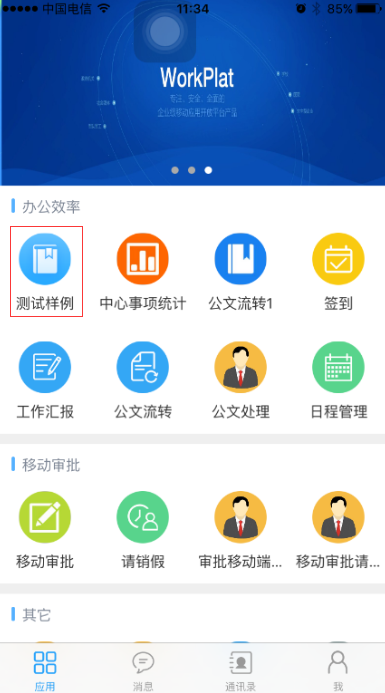 中国电信 11:34 85%
WorkPlat
专注、安全、全面的
企业级移动应用开放平台产品
办公效率
测试样例 中心事项统计 公文流转1 签到
工作汇报 公文流转 公文处理 日程管理
移动审批
移动审批 请销假 审批移动端... 移动审批请...
其它
应用 消息 通讯录 我